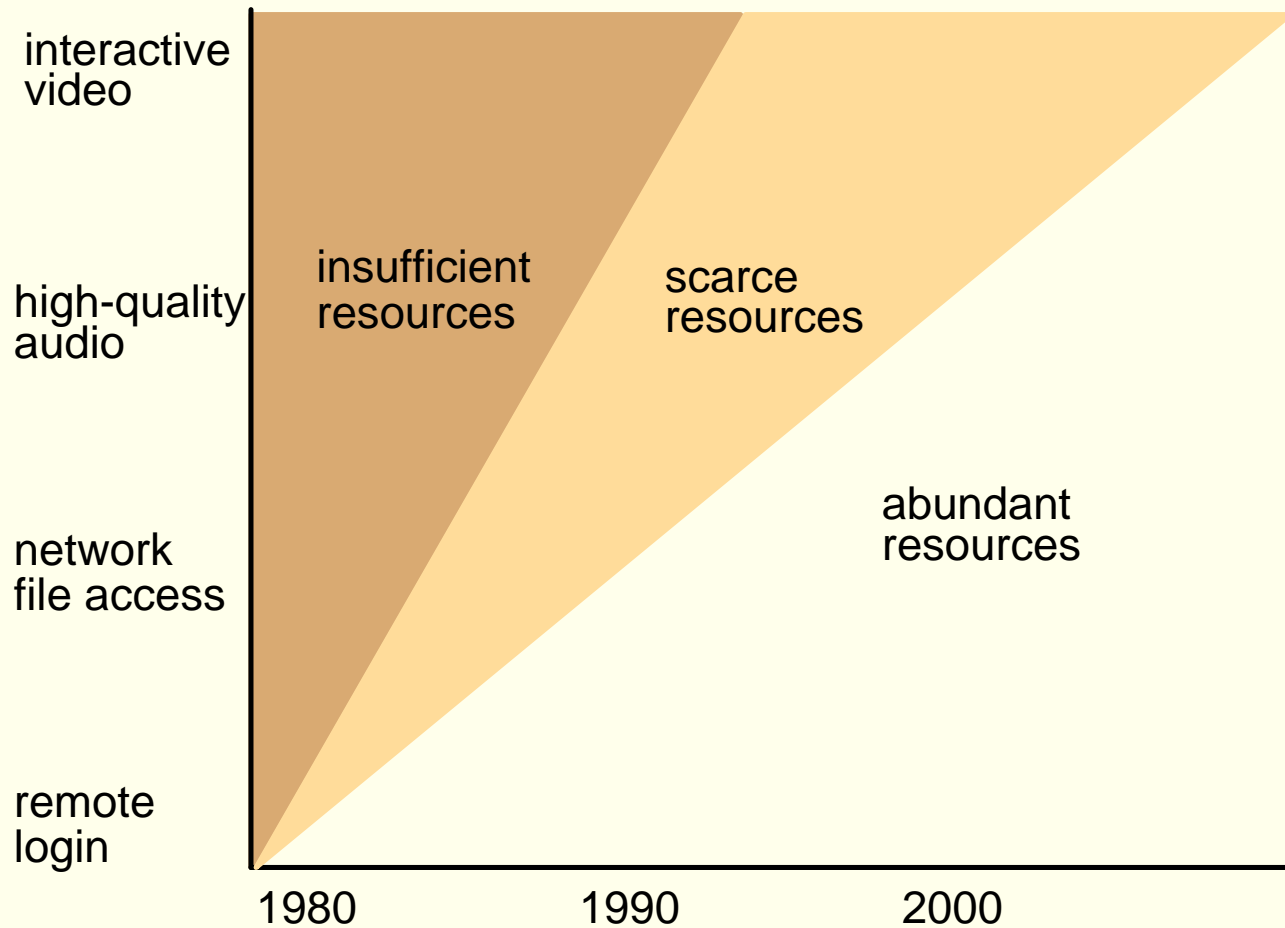 interactive
video
insufficient
resources
scarce
resources
high-quality
audio
abundant
resources
network
file access
remote
login
1980
1990
2000